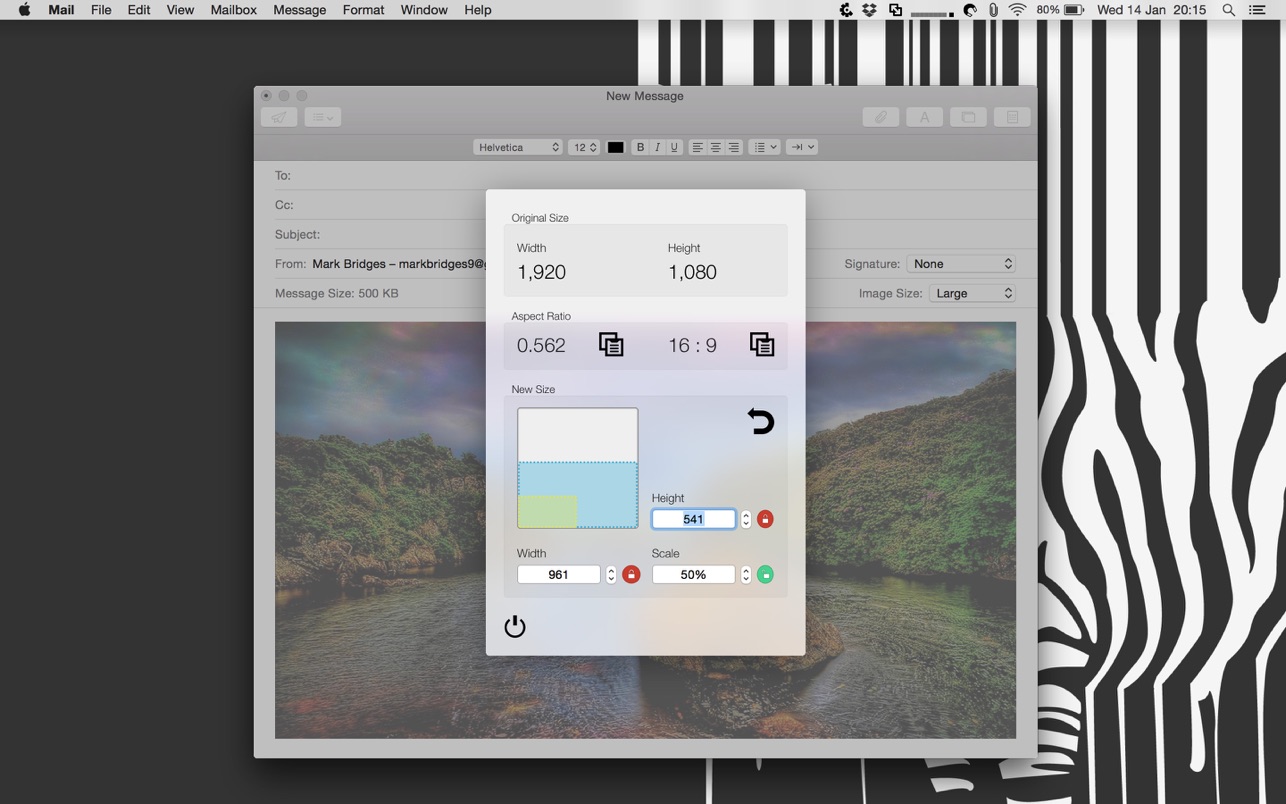 Mail File Edit View Mailbox Message Format Window Help 80% Wed 14 Jan 20:15
New Message
A
Helvetica 12 B I U
To:
Cc:
Subject:
From: Mark Bridges – markbridges9@ Signature: None
Message Size: 500 KB Image Size: Large
Original Size
Width Height
1,920 1,080
Aspect Ratio
0.562 16 : 9
New Size
Height
541
Width Scale
961 50%